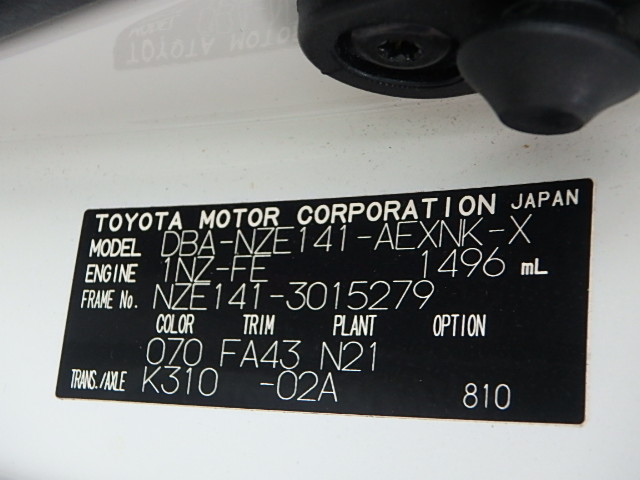 TOYOTA MOTOR CORPORATION JAPAN
MODEL DBA-NZE141-AEXNK-X
ENGINE 1NZ-FE 1496 mL
FRAME No. NZE141-3015279
COLOR TRIM PLANT OPTION
070 FA43 N21
TRANS./AXLE K310 -02A 810